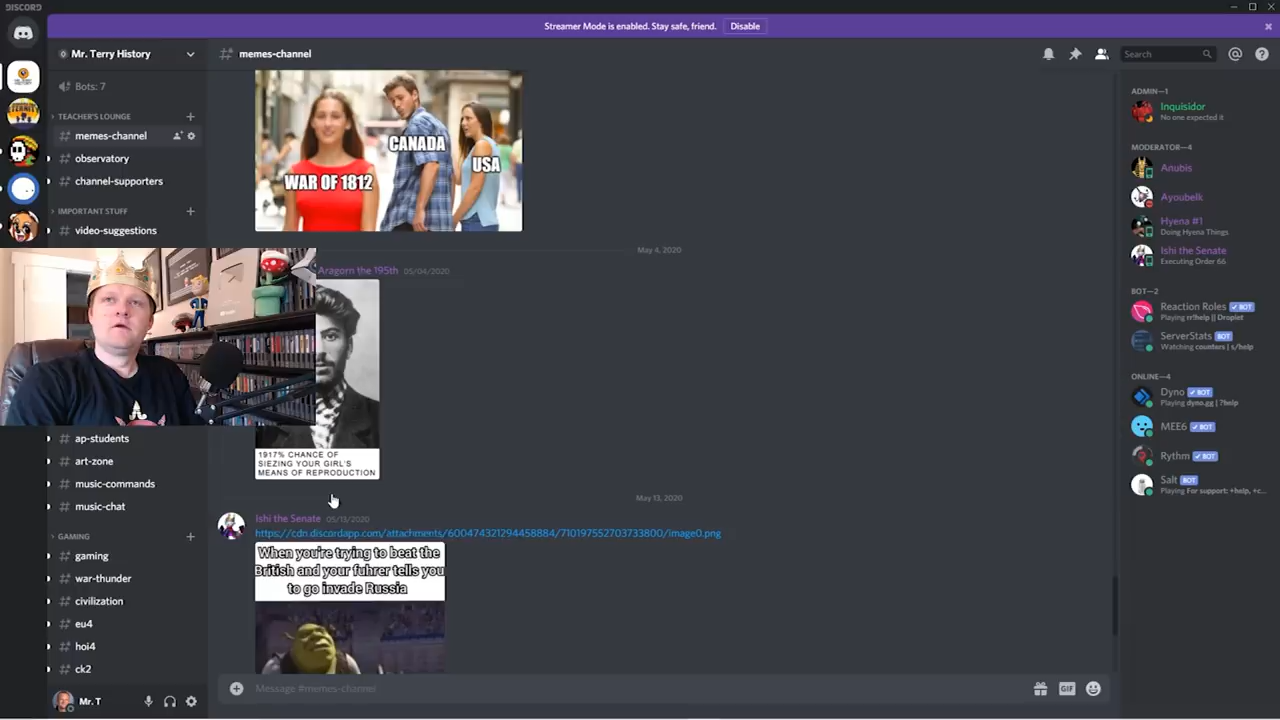 DISCORD
Streamer Mode is enabled. Stay safe, friend.
Disable
Mr. Terry History
Bots: 7
TEACHER'S LOUNGE
memes-channel
observatory
channel-supporters
IMPORTANT STUFF
video-suggestions
ap-students
art-zone
music-commands
music-chat
GAMING
gaming
war-thunder
civilization
eu4
hoi4
ck2
Mr. T
memes-channel
Search
WAR OF 1812
CANADA
USA
May 4, 2020
Aragorn the 195th 05/04/2020
1917% CHANCE OF
SIEZING YOUR GIRL'S
MEANS OF REPRODUCTION
May 13, 2020
Ishi the Senate 05/13/2020
https://cdn.discordapp.com/attachments/600474321294458884/710197552703733800/image0.png
When you're trying to beat the
British and your fuhrer tells you
to go invade Russia
Message #memes-channel
GIF
ADMIN—1
Inquisidor
No one expected it
MODERATOR—4
Anubis
Ayoubelk
Hyena #1
Doing Hyena Things
Ishi the Senate
Executing Order 66
BOT—2
Reaction Roles BOT
Playing rr!help || Droplet
ServerStats BOT
Watching counters | s/help
ONLINE—4
Dyno BOT
Playing dyno.gg | ?help
MEE6 BOT
Rythm BOT
Salt BOT
Playing For support: +help, +c...